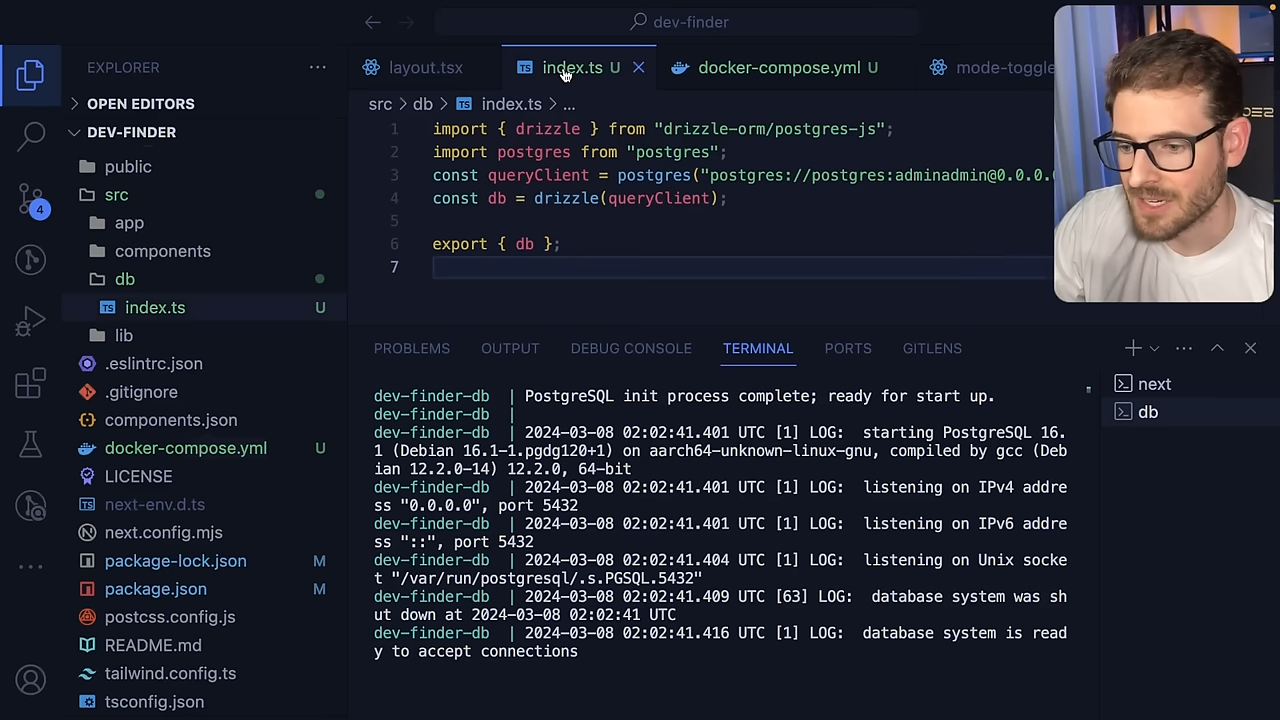 dev-finder
EXPLORER
OPEN EDITORS
DEV-FINDER
public
src
app
components
db
index.ts U
lib
.eslintrc.json
.gitignore
components.json
docker-compose.yml U
LICENSE
next-env.d.ts
next.config.mjs
package-lock.json M
package.json M
postcss.config.js
README.md
tailwind.config.ts
tsconfig.json
4
layout.tsx
TS index.ts U
docker-compose.yml U
mode-toggle
src > db > TS index.ts > ...
1 import { drizzle } from "drizzle-orm/postgres-js";
2 import postgres from "postgres";
3 const queryClient = postgres("postgres://postgres:adminadmin@0.0.0.
4 const db = drizzle(queryClient);
5
6 export { db };
7
PROBLEMS OUTPUT DEBUG CONSOLE TERMINAL PORTS GITLENS
dev-finder-db | PostgreSQL init process complete; ready for start up.
dev-finder-db |
dev-finder-db | 2024-03-08 02:02:41.401 UTC [1] LOG:  starting PostgreSQL 16.
1 (Debian 16.1-1.pgdg120+1) on aarch64-unknown-linux-gnu, compiled by gcc (Deb
ian 12.2.0-14) 12.2.0, 64-bit
dev-finder-db | 2024-03-08 02:02:41.401 UTC [1] LOG:  listening on IPv4 addre
ss "0.0.0.0", port 5432
dev-finder-db | 2024-03-08 02:02:41.401 UTC [1] LOG:  listening on IPv6 addre
ss "::", port 5432
dev-finder-db | 2024-03-08 02:02:41.404 UTC [1] LOG:  listening on Unix socke
t "/var/run/postgresql/.s.PGSQL.5432"
dev-finder-db | 2024-03-08 02:02:41.409 UTC [63] LOG:  database system was sh
ut down at 2024-03-08 02:02:41 UTC
dev-finder-db | 2024-03-08 02:02:41.416 UTC [1] LOG:  database system is read
y to accept connections
next
db